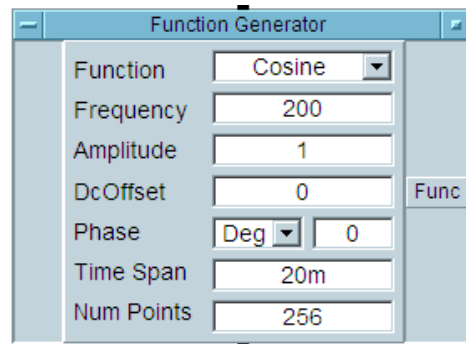 Function Generator
Function Cosine
Frequency 200
Amplitude 1
DcOffset 0 Func
Phase Deg 0
Time Span 20m
Num Points 256